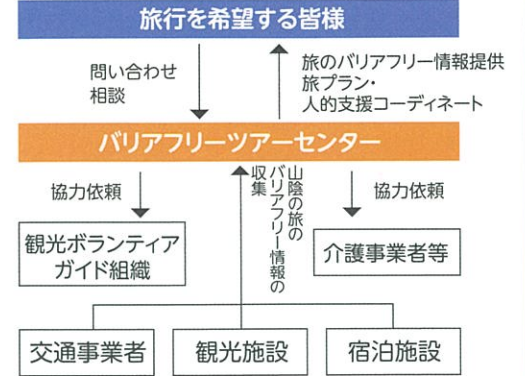 旅行を希望する皆様
問い合わせ
相談
旅のバリアフリー情報提供
旅プラン・
人的支援コーディネート
バリアフリーツアーセンター
協力依頼
山陰の旅の
バリアフリー情報の
収集
協力依頼
観光ボランティア
ガイド組織
介護事業者等
交通事業者
観光施設
宿泊施設